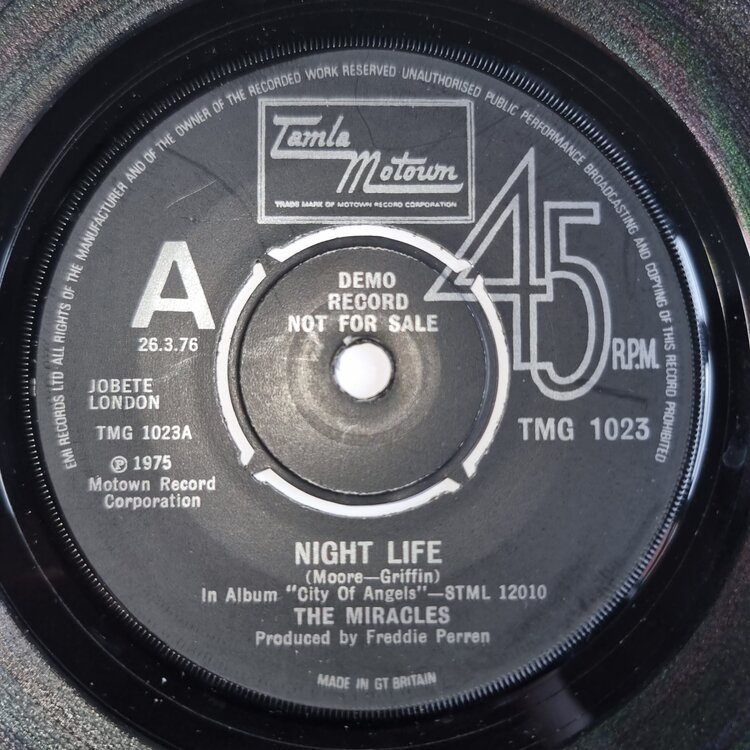 EMI RECORDS LTD ALL RIGHTS OF THE MANUFACTURER AND OF THE OWNER OF THE RECORDED WORK RESERVED UNAUTHORISED PUBLIC PERFORMANCE BROADCASTING AND COPYING OF THIS RECORD PROHIBITED
Tamla
Motown
TRADE MARK OF MOTOWN RECORD CORPORATION
45
R.P.M.
A
26.3.76
DEMO
RECORD
NOT FOR SALE
JOBETE
LONDON
TMG 1023A
TMG 1023
℗ 1975
Motown Record
Corporation
NIGHT LIFE
(Moore—Griffin)
In Album "City Of Angels"—STML 12010
THE MIRACLES
Produced by Freddie Perren
MADE IN GT BRITAIN